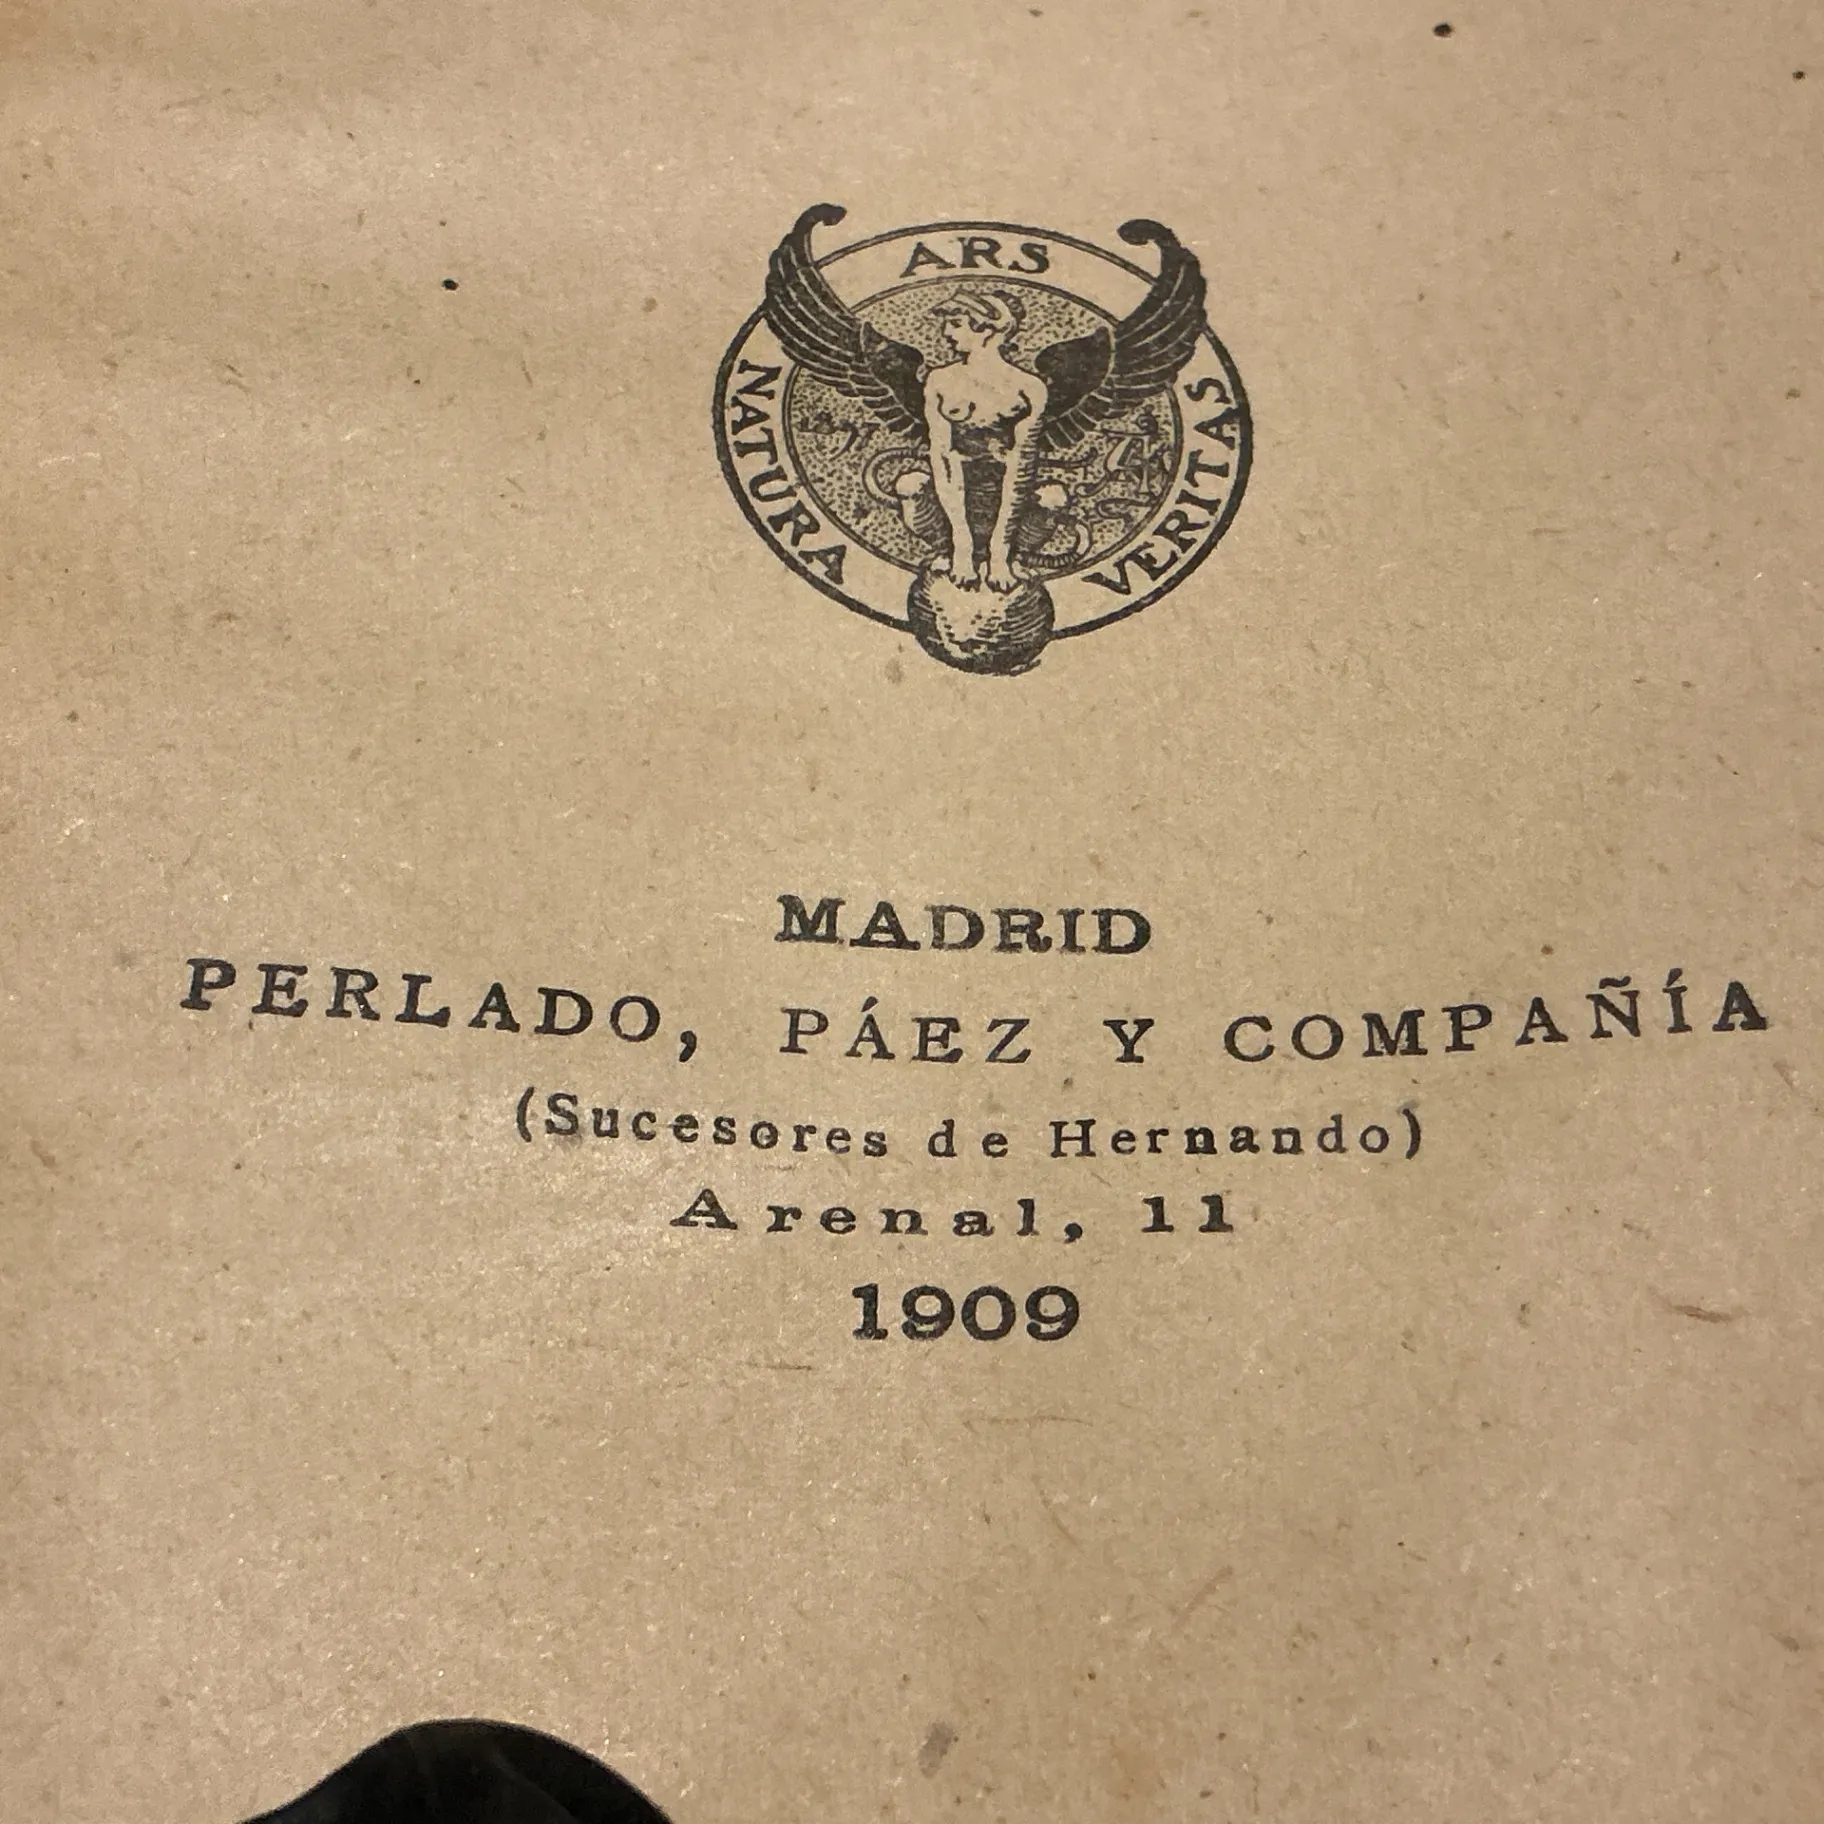 ARS
NATURA
VERITAS
MADRID
PERLADO, PÁEZ Y COMPAÑÍA
(Sucesores de Hernando)
Arenal, 11
1909